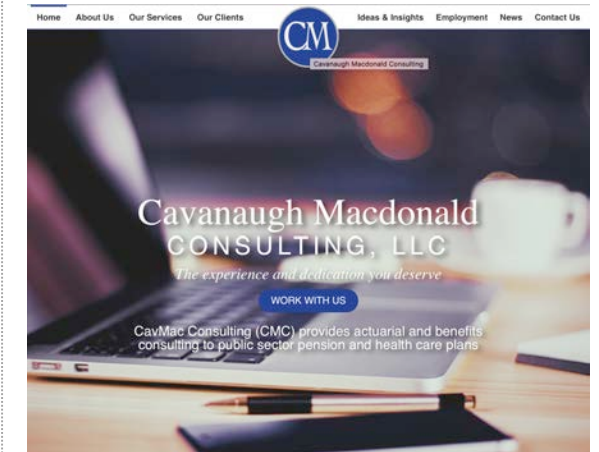 Home About Us Our Services Our Clients Ideas & Insights Employment News Contact Us
CM
Cavanaugh Macdonald Consulting
Cavanaugh Macdonald
CONSULTING, LLC
The experience and dedication you deserve
WORK WITH US
CavMac Consulting (CMC) provides actuarial and benefits
consulting to public sector pension and health care plans